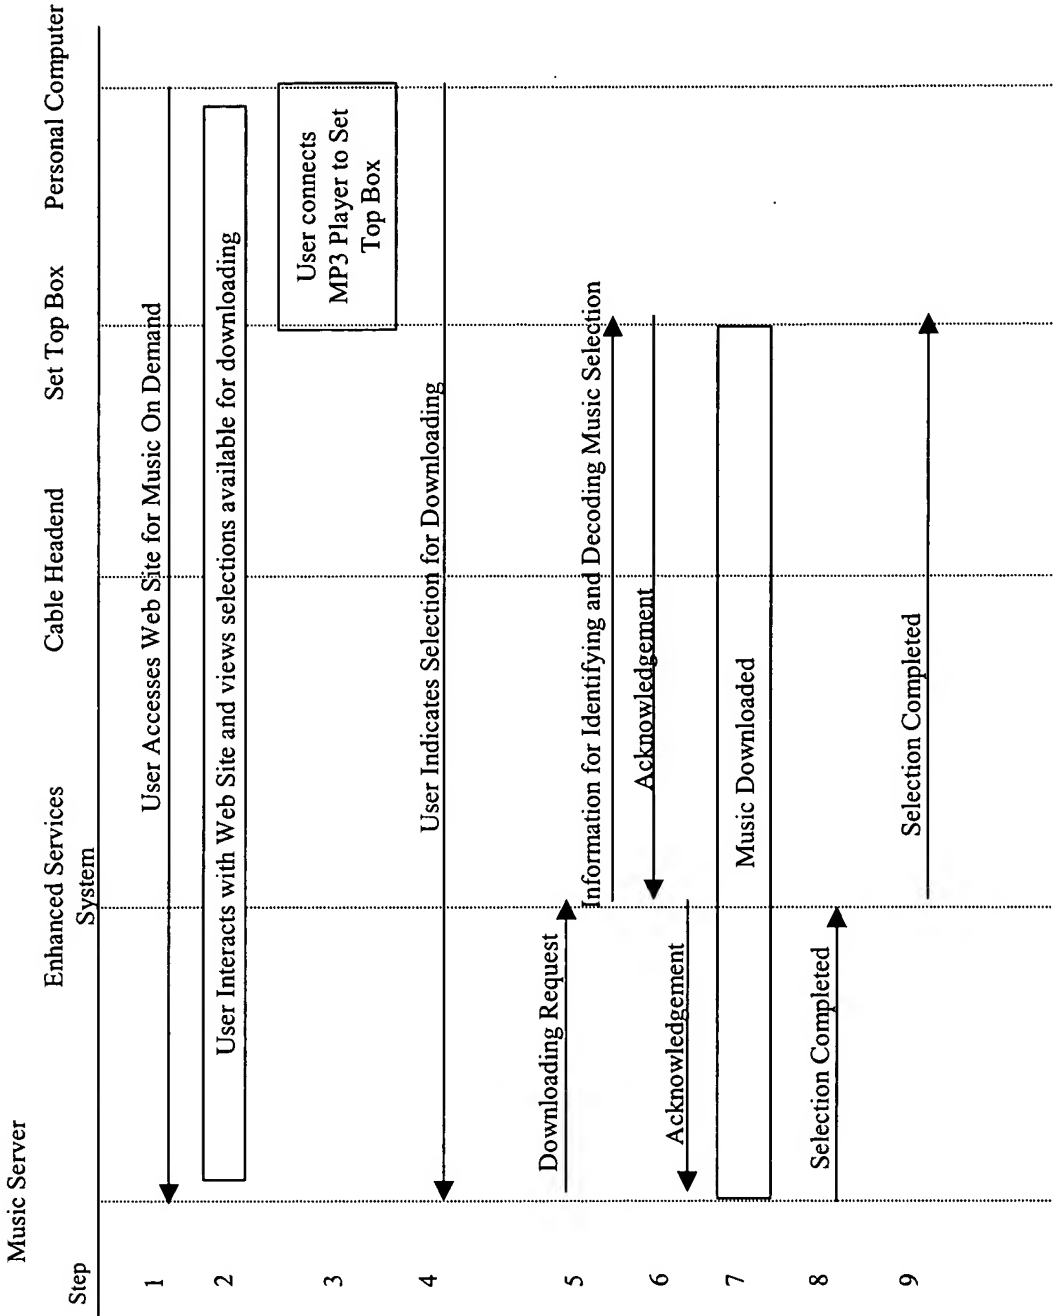 Music Server
Enhanced Services
System
Cable Headend
Set Top Box
Personal Computer
Step
1
User Accesses Web Site for Music On Demand
2
User Interacts with Web Site and views selections available for downloading
3
User connects
MP3 Player to Set
Top Box
4
User Indicates Selection for Downloading
5
Downloading Request
Information for Identifying and Decoding Music Selection
6
Acknowledgement
Acknowledgement
7
Music Downloaded
8
Selection Completed
9
Selection Completed